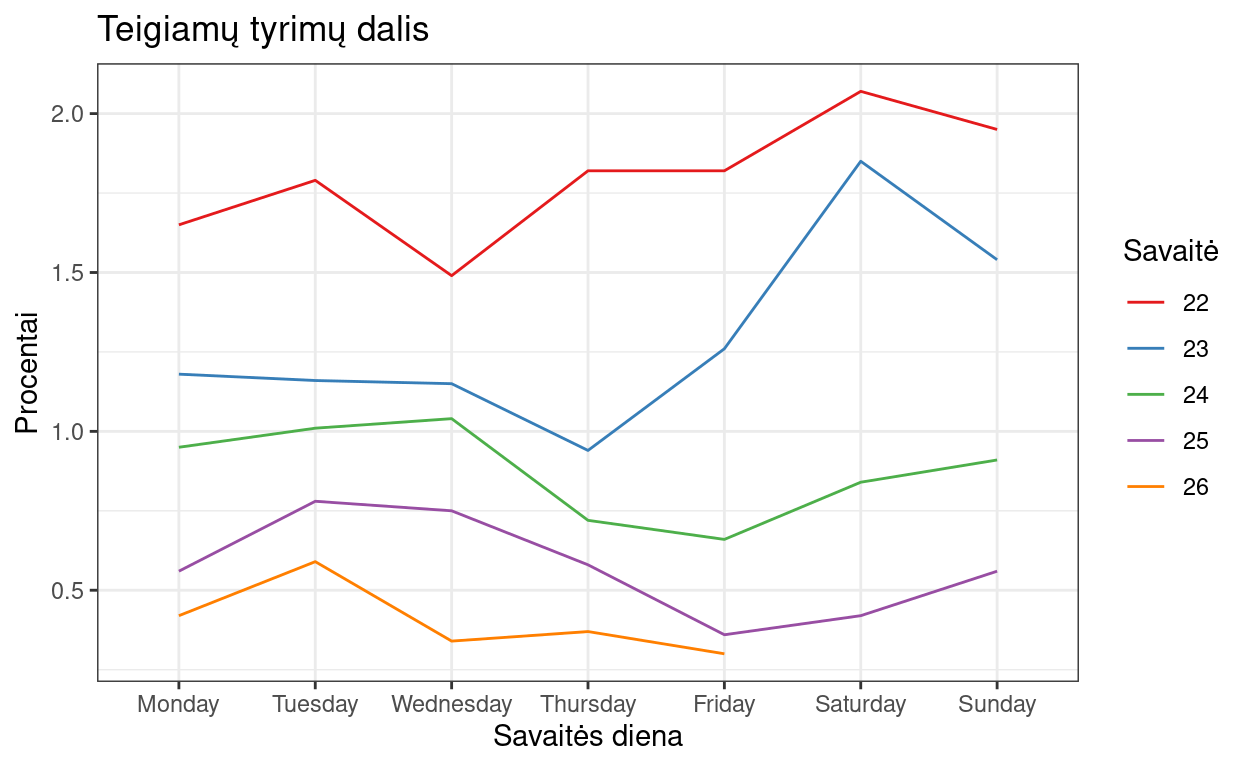 Teigiamų tyrimų dalis
Procentai
2.0
1.5
1.0
0.5
Monday Tuesday Wednesday Thursday Friday Saturday Sunday
Savaitės diena
Savaitė
22
23
24
25
26